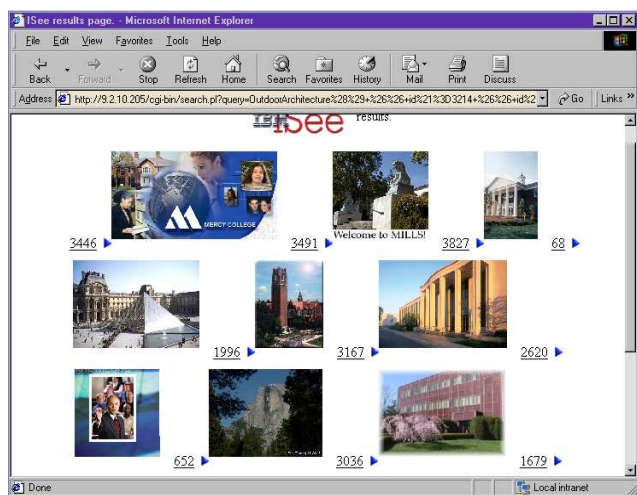 ISee results page. - Microsoft Internet Explorer
File Edit View Favorites Tools Help
Back Forward Stop Refresh Home Search Favorites History Mail Print Discuss
Address http://9.2.10.205/cgi-bin/search.pl?query=OutdoorArchitecture%28%29+%26%26+id%21%3D3214+%26%26+id%2 Go Links »
IBM ISee results.
MERCY COLLEGE
Welcome to MILLS!
3446 3491 3827 68
1996 3167 2620
652 3036 1679
Done Local intranet